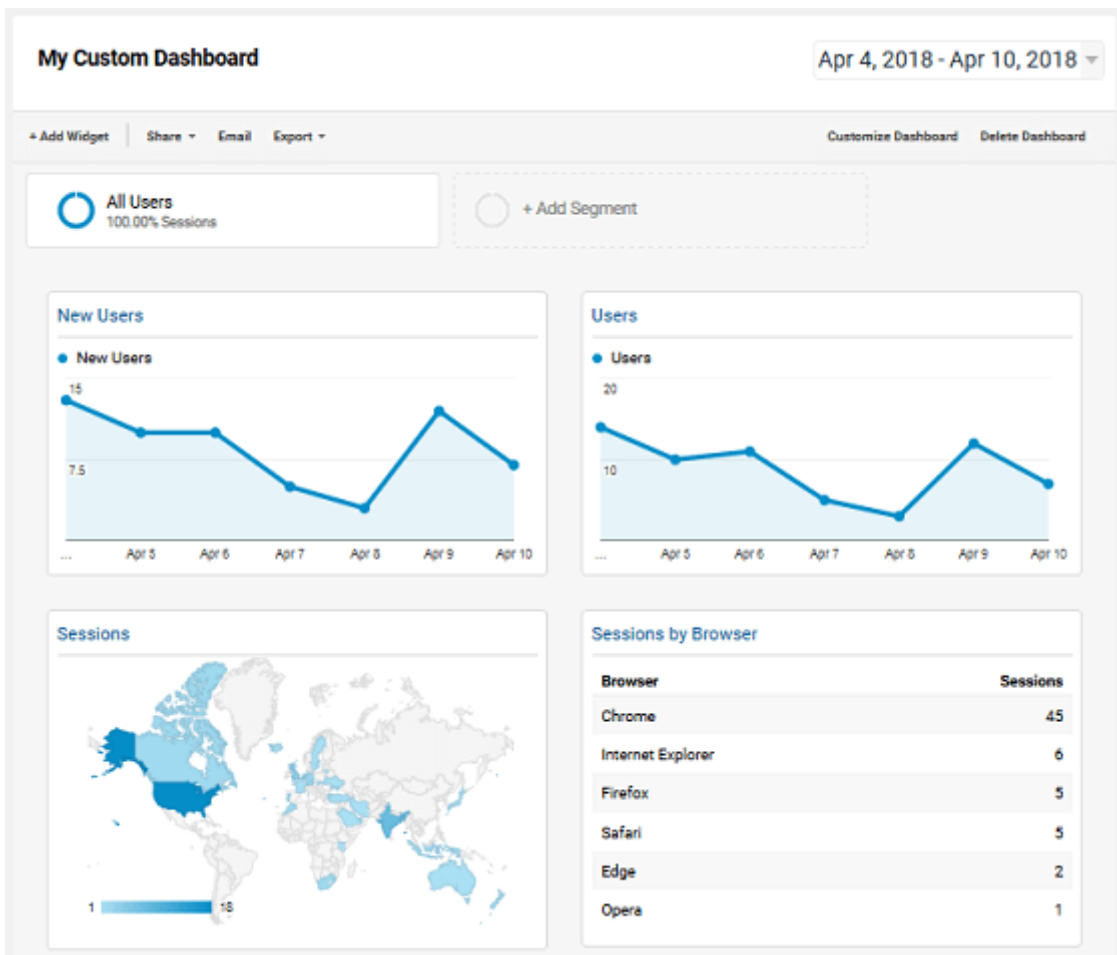 My Custom Dashboard
Apr 4, 2018 - Apr 10, 2018
+ Add Widget Share Email Export Customize Dashboard Delete Dashboard
All Users
100.00% Sessions
+ Add Segment
New Users
New Users
15
7.5
... Apr 5 Apr 6 Apr 7 Apr 8 Apr 9 Apr 10
Users
Users
20
10
... Apr 5 Apr 6 Apr 7 Apr 8 Apr 9 Apr 10
Sessions
1 18
Sessions by Browser
Browser Sessions
Chrome 45
Internet Explorer 6
Firefox 5
Safari 5
Edge 2
Opera 1